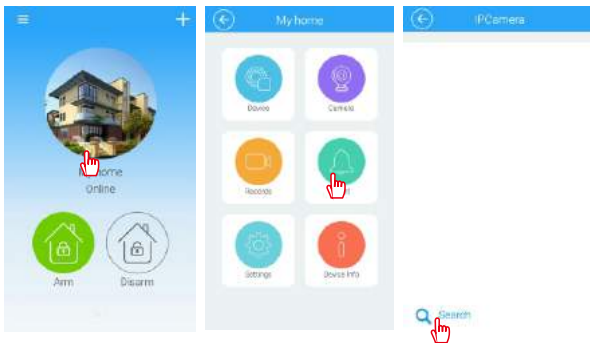 home
Online
Arm
Disarm
My home
Device
Camera
Records
Settings
Device Info
IPCamera
Search